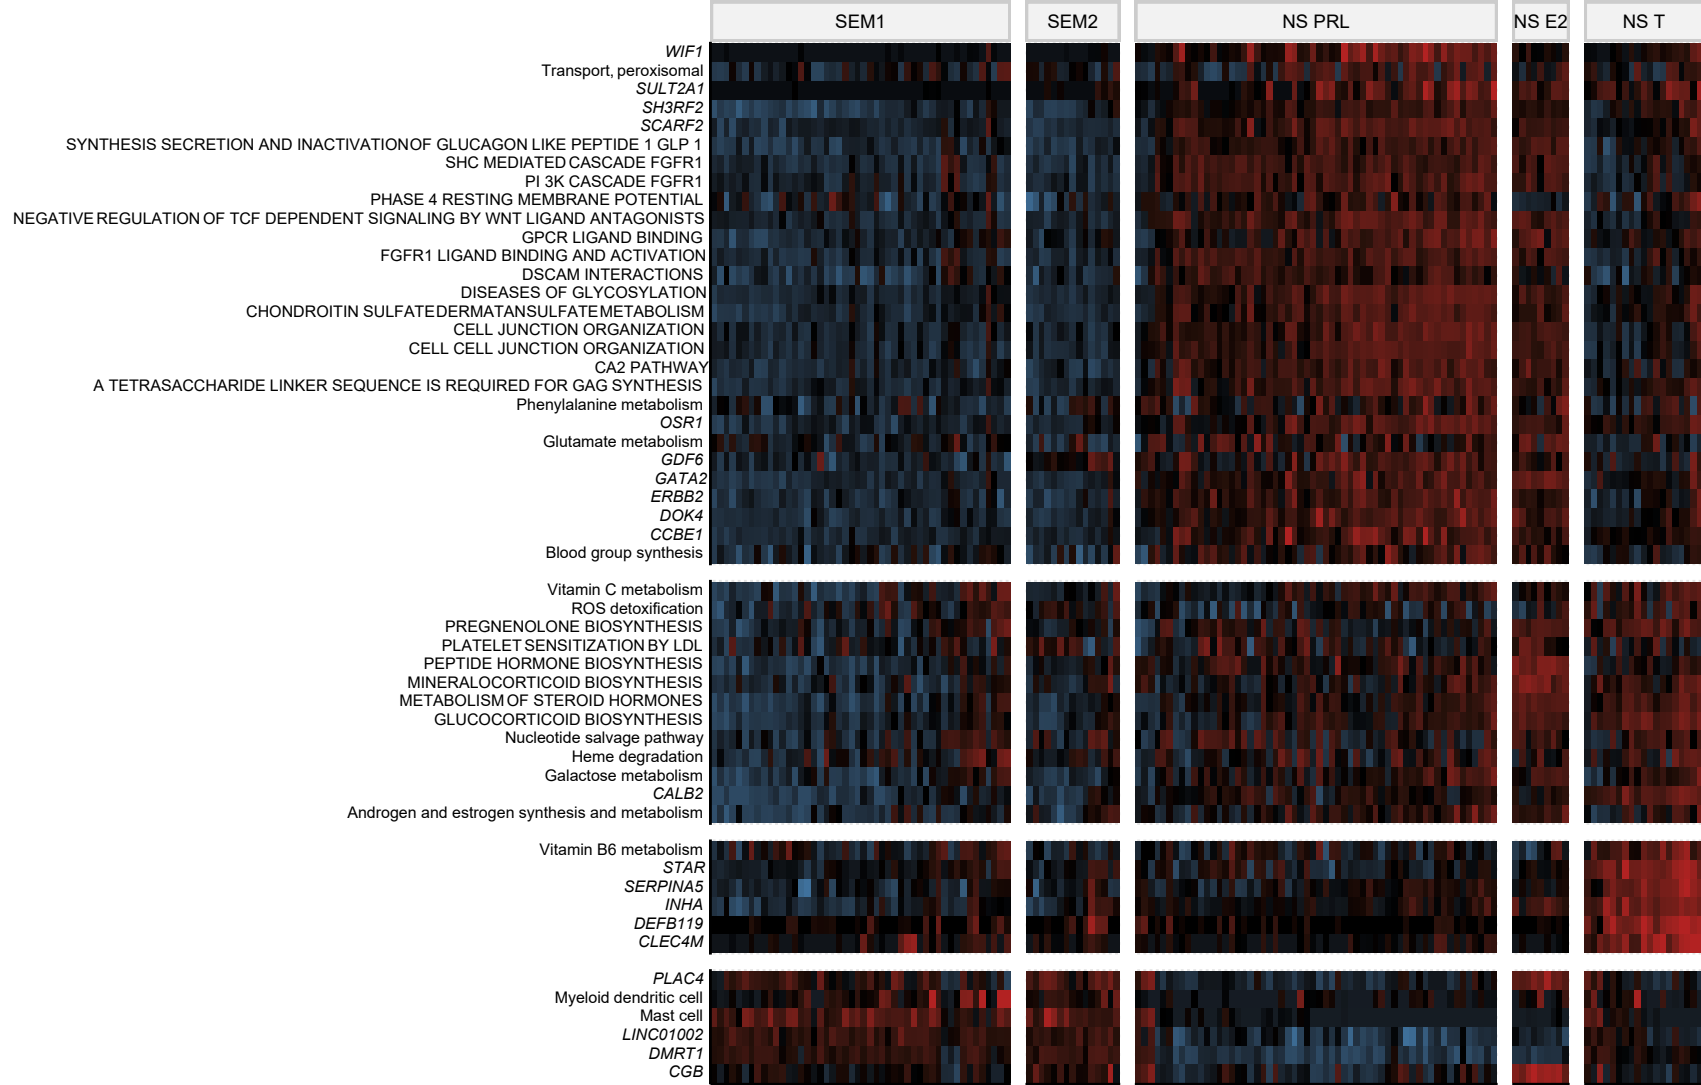 SEM1 SEM2 NS PRL NS E2 NS T
WIF1
Transport, peroxisomal
SULT2A1
SH3RF2
SCARF2
SYNTHESIS SECRETION AND INACTIVATION OF GLUCAGON LIKE PEPTIDE 1 GLP 1
SHC MEDIATED CASCADE FGFR1
PI 3K CASCADE FGFR1
PHASE 4 RESTING MEMBRANE POTENTIAL
NEGATIVE REGULATION OF TCF DEPENDENT SIGNALING BY WNT LIGAND ANTAGONISTS
GPCR LIGAND BINDING
FGFR1 LIGAND BINDING AND ACTIVATION
DSCAM INTERACTIONS
DISEASES OF GLYCOSYLATION
CHONDROITIN SULFATE DERMATAN SULFATE METABOLISM
CELL JUNCTION ORGANIZATION
CELL CELL JUNCTION ORGANIZATION
CA2 PATHWAY
A TETRASACCHARIDE LINKER SEQUENCE IS REQUIRED FOR GAG SYNTHESIS
Phenylalanine metabolism
OSR1
Glutamate metabolism
GDF6
GATA2
ERBB2
DOK4
CCBE1
Blood group synthesis
Vitamin C metabolism
ROS detoxification
PREGNENOLONE BIOSYNTHESIS
PLATELET SENSITIZATION BY LDL
PEPTIDE HORMONE BIOSYNTHESIS
MINERALOCORTICOID BIOSYNTHESIS
METABOLISM OF STEROID HORMONES
GLUCOCORTICOID BIOSYNTHESIS
Nucleotide salvage pathway
Heme degradation
Galactose metabolism
CALB2
Androgen and estrogen synthesis and metabolism
Vitamin B6 metabolism
STAR
SERPINA5
INHA
DEFB119
CLEC4M
PLAC4
Myeloid dendritic cell
Mast cell
LINC01002
DMRT1
CGB